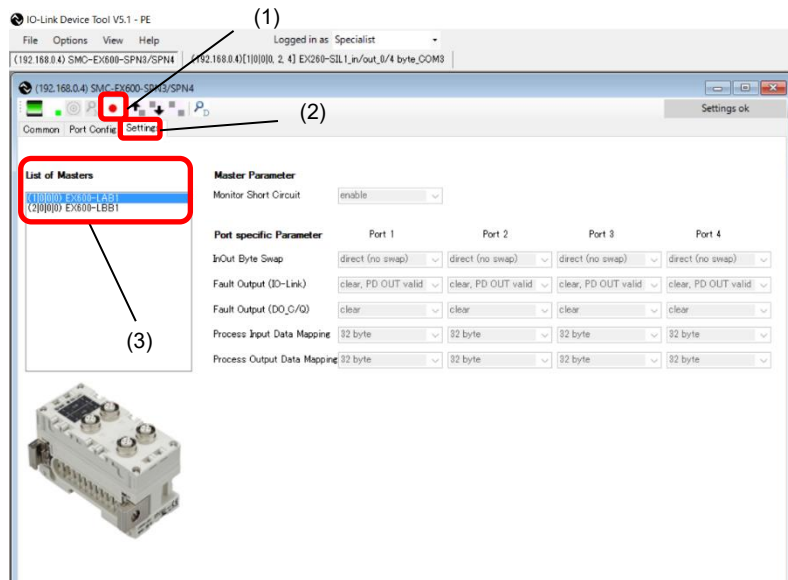 IO-Link Device Tool V5.1 - PE
(1)
File Options View Help Logged in as Specialist
(192.168.0.4) SMC-EX600-SPN3/SPN4 (192.168.0.4)[1|0|0|0, 2, 4] EX260-SIL1_in/out_0/4 byte_COM3
(192.168.0.4) SMC-EX600-SPN3/SPN4
(2)
Settings ok
Common Port Config Settings
List of Masters
(1|0|0|0) EX600-LAB1
(2|0|0|0) EX600-LBB1
(3)
Master Parameter
Monitor Short Circuit enable
Port specific Parameter Port 1 Port 2 Port 3 Port 4
InOut Byte Swap direct (no swap) direct (no swap) direct (no swap) direct (no swap)
Fault Output (IO-Link) clear, PD OUT valid clear, PD OUT valid clear, PD OUT valid clear, PD OUT valid
Fault Output (DO_C/Q) clear clear clear clear
Process Input Data Mapping 32 byte 32 byte 32 byte 32 byte
Process Output Data Mapping 32 byte 32 byte 32 byte 32 byte